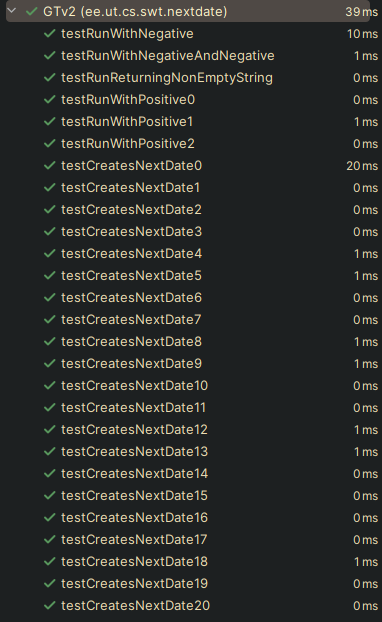 GTv2 (ee.ut.cs.swt.nextdate) 39 ms
testRunWithNegative 10 ms
testRunWithNegativeAndNegative 1 ms
testRunReturningNonEmptyString 0 ms
testRunWithPositive0 0 ms
testRunWithPositive1 1 ms
testRunWithPositive2 0 ms
testCreatesNextDate0 20 ms
testCreatesNextDate1 0 ms
testCreatesNextDate2 0 ms
testCreatesNextDate3 0 ms
testCreatesNextDate4 1 ms
testCreatesNextDate5 1 ms
testCreatesNextDate6 0 ms
testCreatesNextDate7 0 ms
testCreatesNextDate8 1 ms
testCreatesNextDate9 1 ms
testCreatesNextDate10 0 ms
testCreatesNextDate11 0 ms
testCreatesNextDate12 1 ms
testCreatesNextDate13 1 ms
testCreatesNextDate14 0 ms
testCreatesNextDate15 0 ms
testCreatesNextDate16 0 ms
testCreatesNextDate17 0 ms
testCreatesNextDate18 1 ms
testCreatesNextDate19 0 ms
testCreatesNextDate20 0 ms